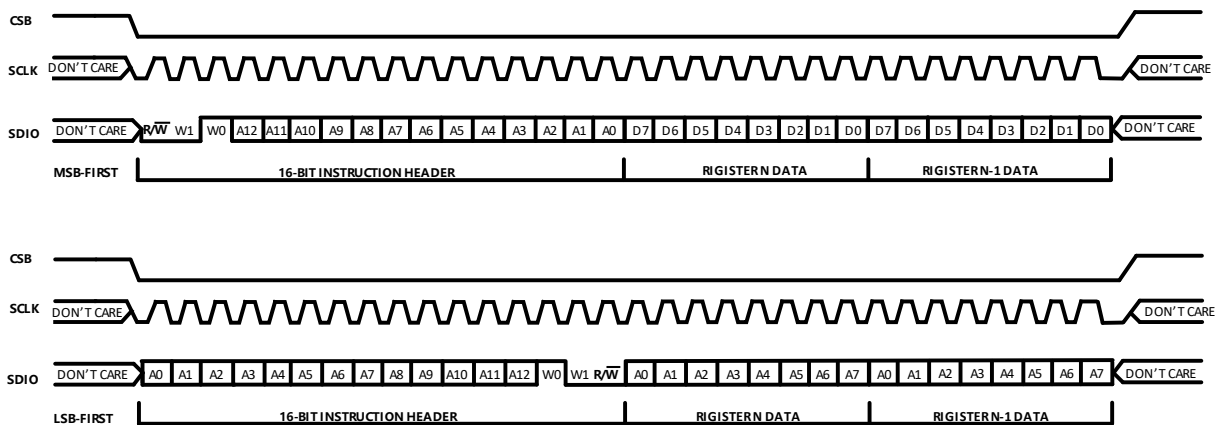 CSB
SCLK DON'T CARE DON'T CARE
SDIO DON'T CARE R/W̅ W1 W0 A12 A11 A10 A9 A8 A7 A6 A5 A4 A3 A2 A1 A0 D7 D6 D5 D4 D3 D2 D1 D0 D7 D6 D5 D4 D3 D2 D1 D0 DON'T CARE
MSB-FIRST 16-BIT INSTRUCTION HEADER RIGISTERN DATA RIGISTERN-1 DATA
CSB
SCLK DON'T CARE DON'T CARE
SDIO DON'T CARE A0 A1 A2 A3 A4 A5 A6 A7 A8 A9 A10 A11 A12 W0 W1 R/W̅ A0 A1 A2 A3 A4 A5 A6 A7 A0 A1 A2 A3 A4 A5 A6 A7 DON'T CARE
LSB-FIRST 16-BIT INSTRUCTION HEADER RIGISTERN DATA RIGISTERN-1 DATA